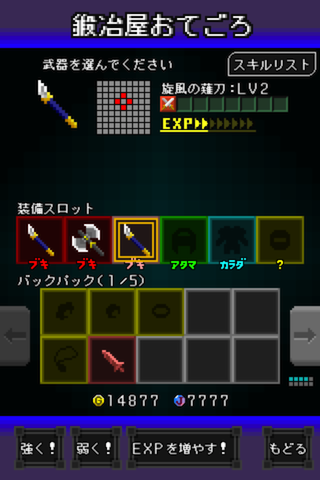 鍛冶屋おてごろ
武器を選んでください
スキルリスト
旋風の薙刀:LV2
EXP
装備スロット
ブキ ブキ ブキ アタマ カラダ ?
バックパック(1/5)
G14877 J7777
強く! 弱く! EXPを増やす! もどる